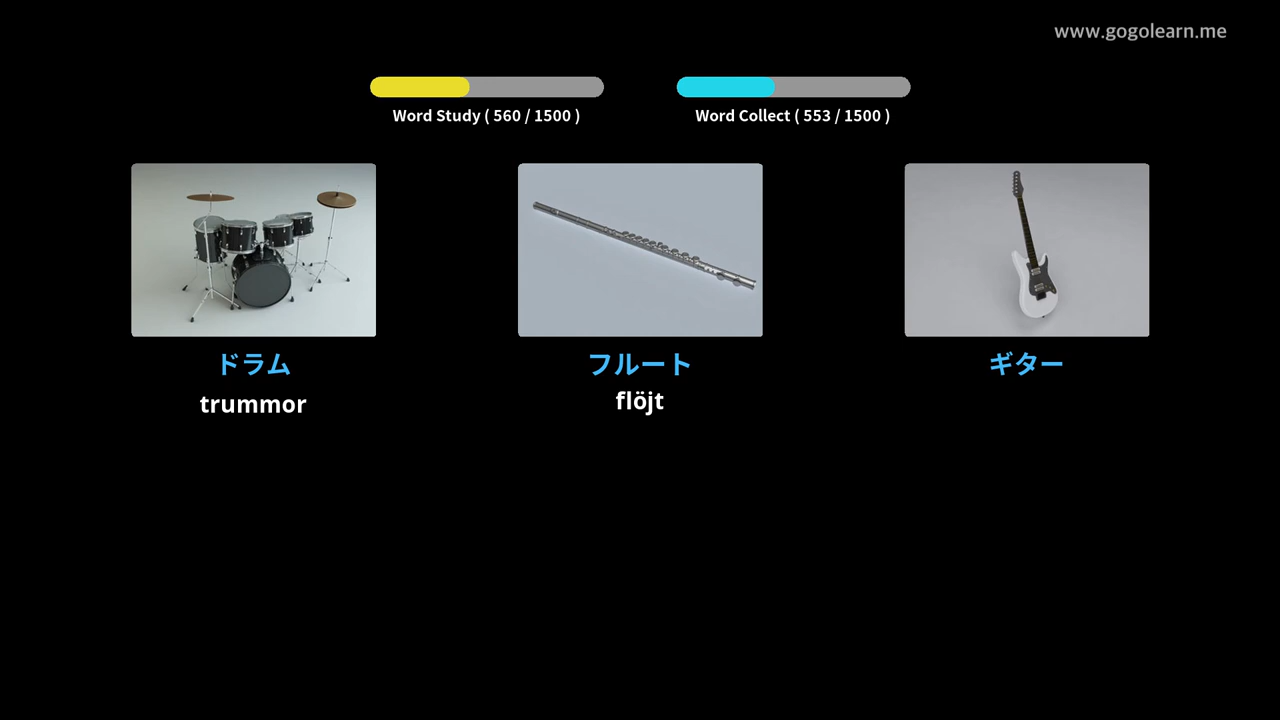 www.gogolearn.me
Word Study ( 560 / 1500 )
Word Collect ( 553 / 1500 )
ドラム
フルート
ギター
trummor
flöjt